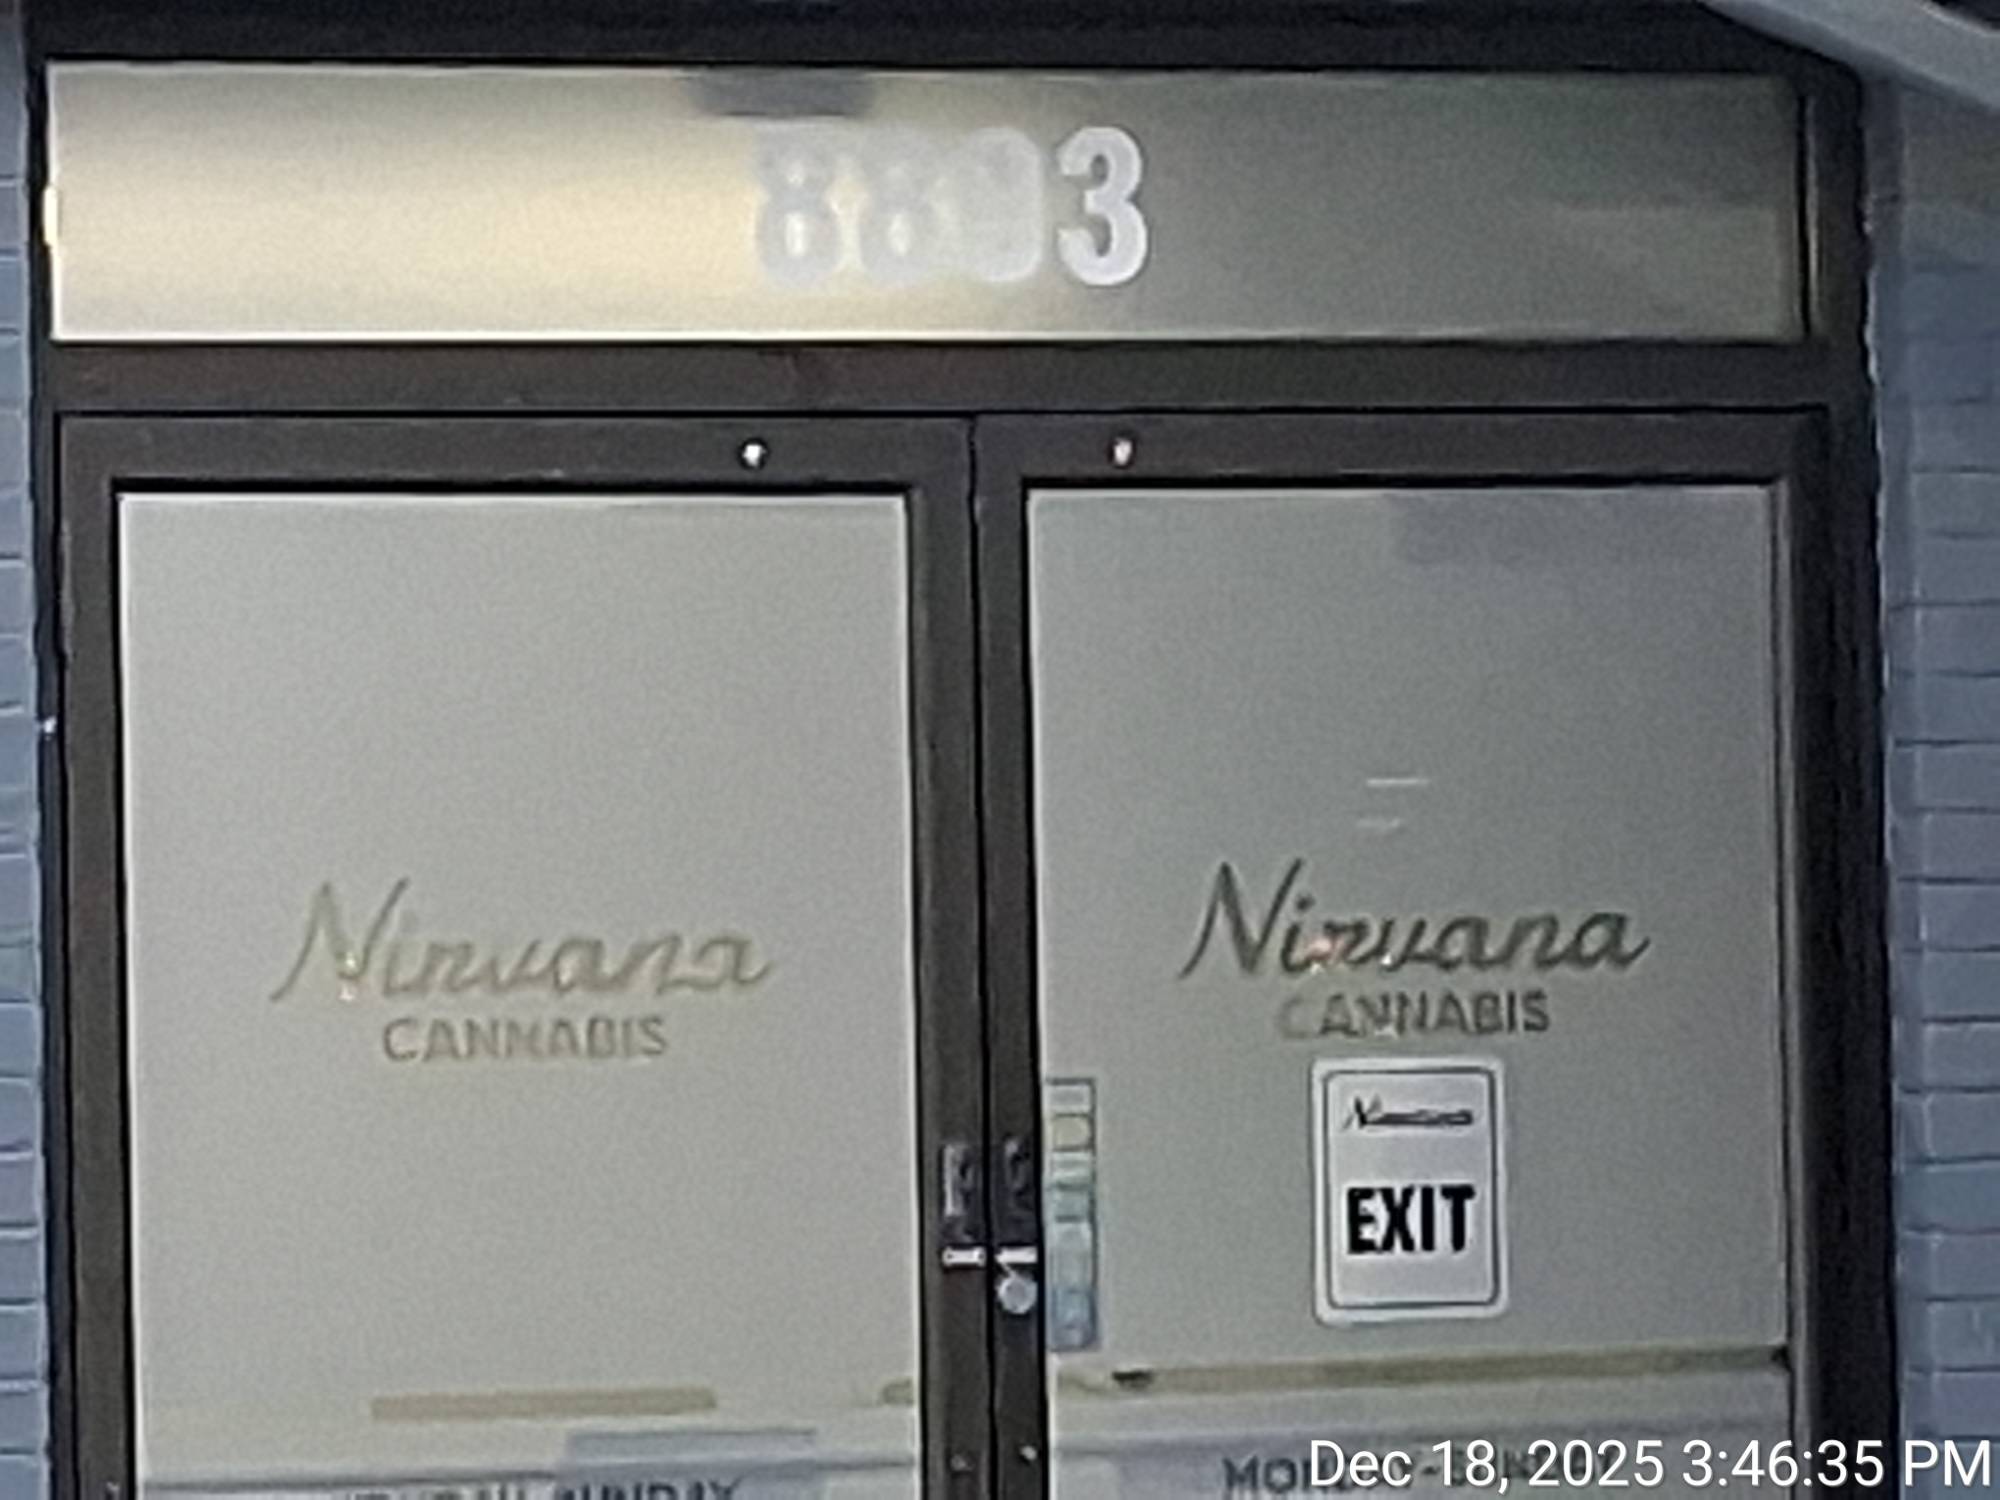 Nirvana
CANNABIS
Nirvana
CANNABIS
Nirvana
EXIT
Dec 18, 2025 3:46:35 PM